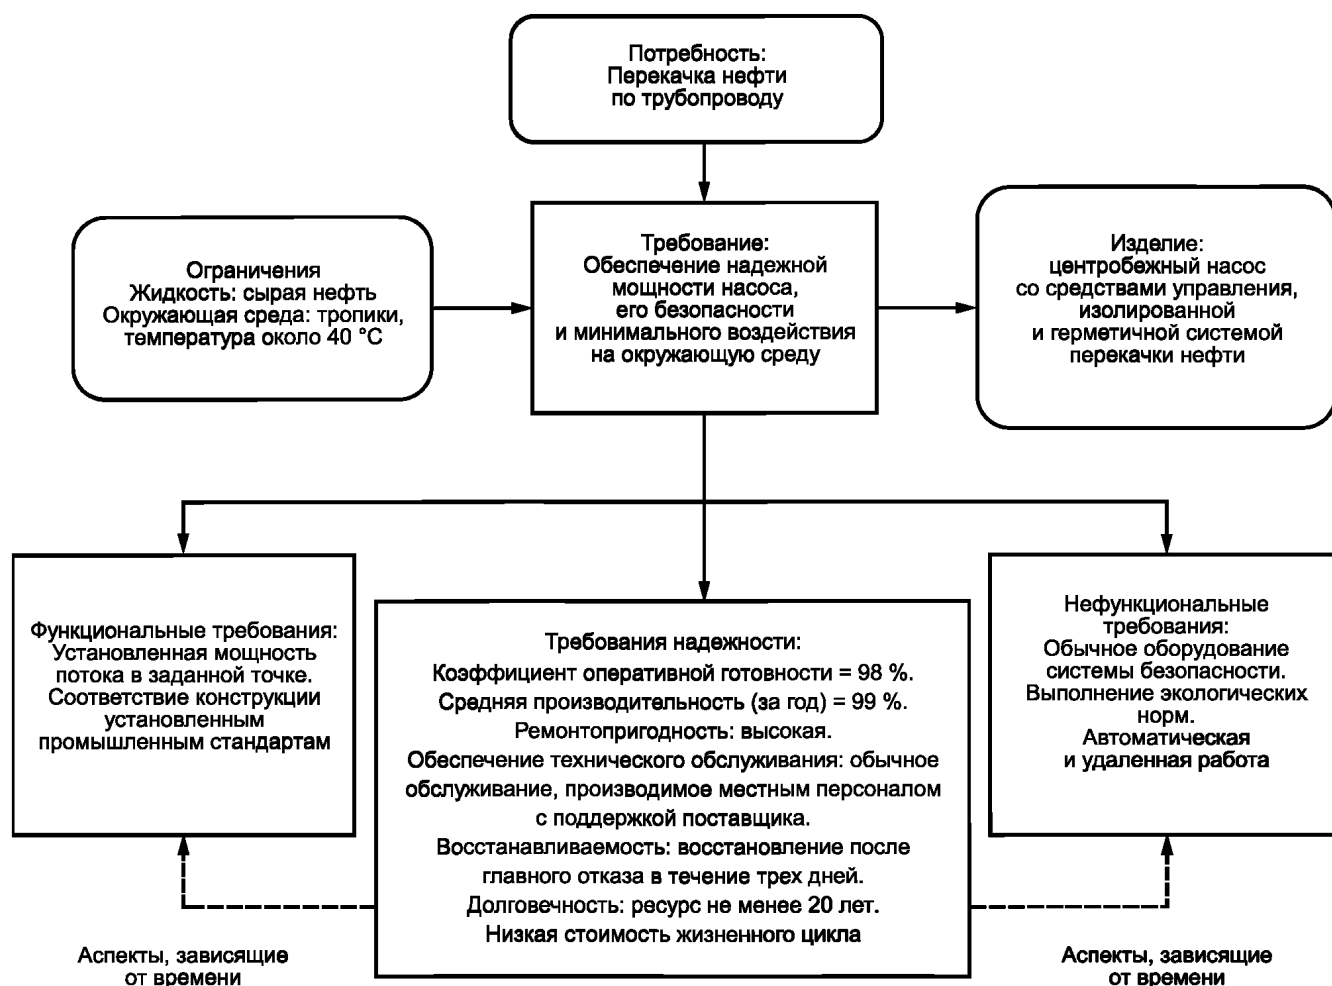 Потребность:
Перекачка нефти
по трубопроводу
Ограничения
Жидкость: сырая нефть
Окружающая среда: тропики,
температура около 40 °С
Требование:
Обеспечение надежной
мощности насоса,
его безопасности
и минимального воздействия
на окружающую среду
Изделие:
центробежный насос
со средствами управления,
изолированной
и герметичной системой
перекачки нефти
Функциональные требования:
Установленная мощность
потока в заданной точке.
Соответствие конструкции
установленным
промышленным стандартам
Требования надежности:
Коэффициент оперативной готовности = 98 %.
Средняя производительность (за год) = 99 %.
Ремонтопригодность: высокая.
Обеспечение технического обслуживания: обычное
обслуживание, производимое местным персоналом
с поддержкой поставщика.
Восстанавливаемость: восстановление после
главного отказа в течение трех дней.
Долговечность: ресурс не менее 20 лет.
Низкая стоимость жизненного цикла
Нефункциональные
требования:
Обычное оборудование
системы безопасности.
Выполнение экологических
норм.
Автоматическая
и удаленная работа
Аспекты, зависящие
от времени
Аспекты, зависящие
от времени